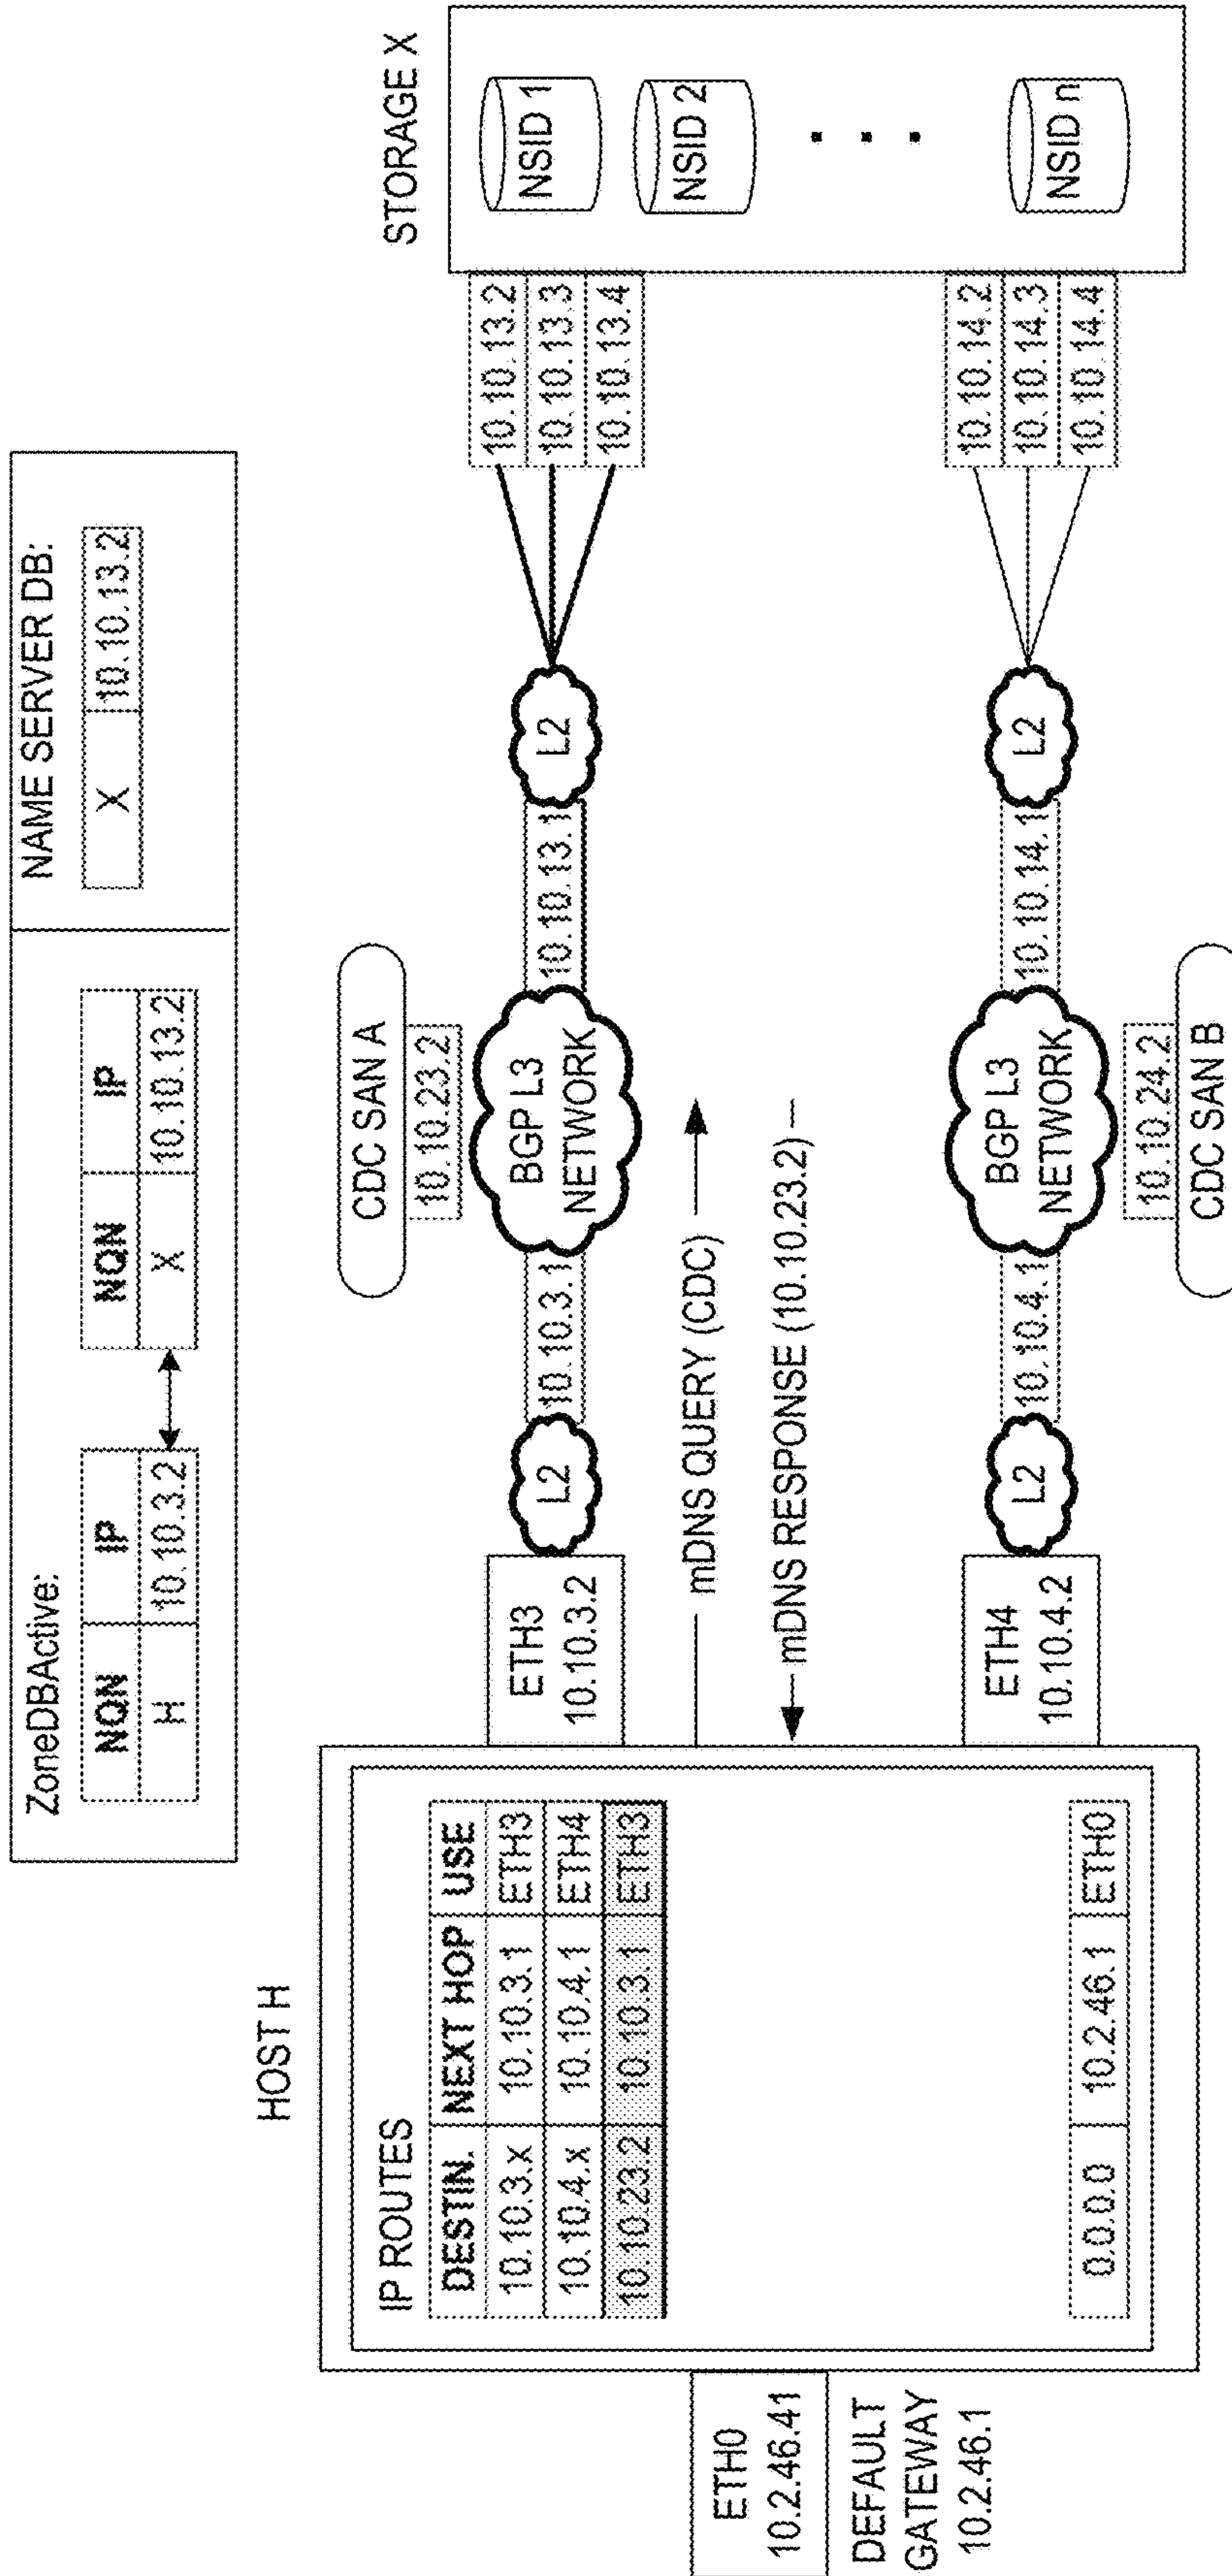 ZoneDBActive:
NQN IP
H 10.10.3.2
NQN IP
X 10.10.13.2
NAME SERVER DB:
X 10.10.13.2
HOST H
IP ROUTES
DESTIN. NEXT HOP USE
10.10.3.x 10.10.3.1 ETH3
10.10.4.x 10.10.4.1 ETH4
10.10.23.2 10.10.3.1 ETH3
0.0.0.0 10.2.46.1 ETH0
ETH0
10.2.46.41
DEFAULT
GATEWAY
10.2.46.1
ETH3
10.10.3.2
L2
10.10.3.1
CDC SAN A
10.10.23.2
BGP L3
NETWORK
10.10.13.1
L2
10.10.13.2
10.10.13.3
10.10.13.4
mDNS QUERY (CDC)
mDNS RESPONSE (10.10.23.2)
ETH4
10.10.4.2
L2
10.10.4.1
BGP L3
NETWORK
10.10.24.2
CDC SAN B
10.10.14.1
L2
10.10.14.2
10.10.14.3
10.10.14.4
STORAGE X
NSID 1
NSID 2
NSID n